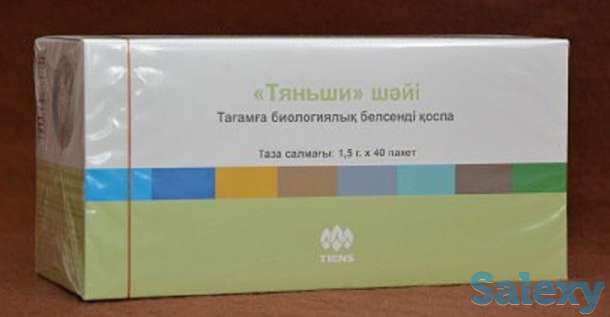 «Тяньши» шәйі
Тағамға биологиялық белсенді қоспа
Таза салмағы: 1,5 г. х 40 пакет
TIENS
Salexy